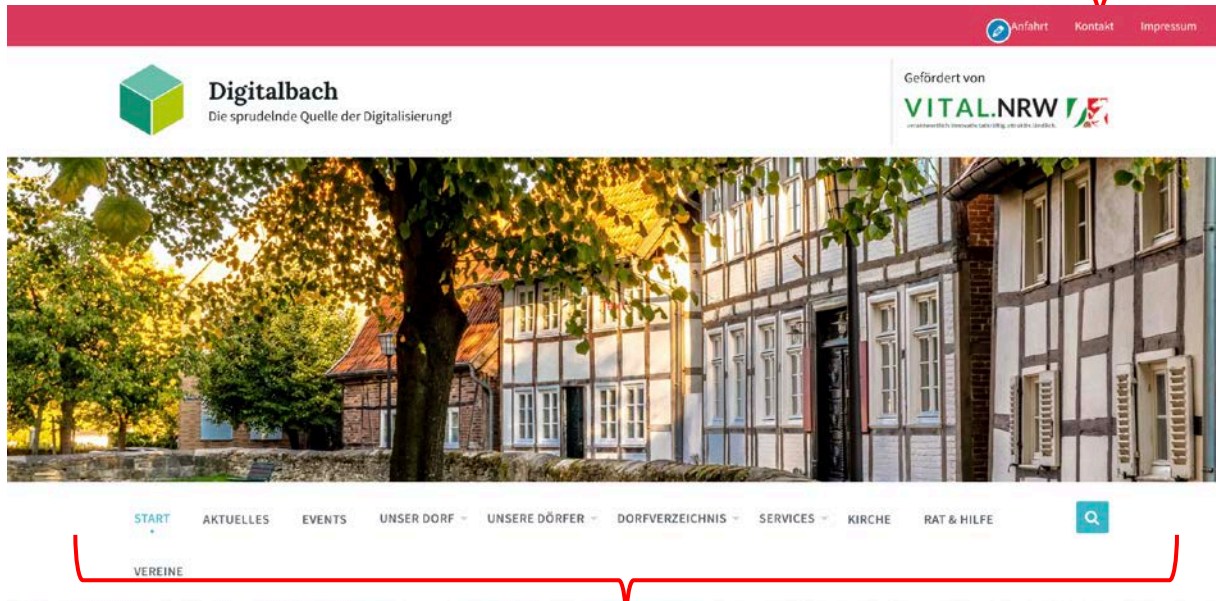 Anfahrt Kontakt Impressum
Digitalbach
Die sprudelnde Quelle der Digitalisierung!
Gefördert von
VITAL.NRW
START AKTUELLES EVENTS UNSER DORF UNSERE DÖRFER DORFVERZEICHNIS SERVICES KIRCHE RAT & HILFE
VEREINE